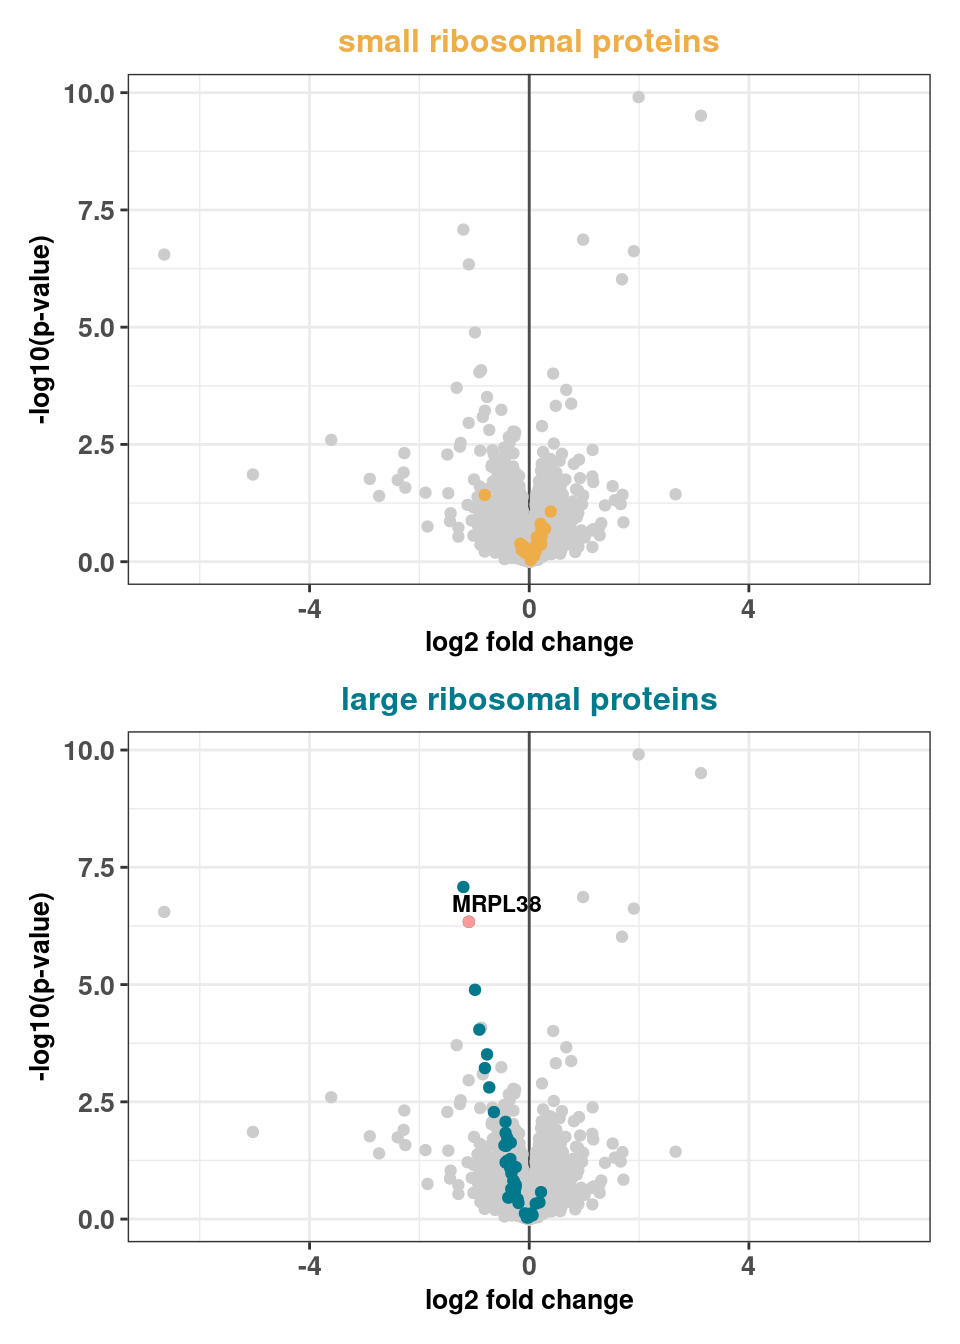 small ribosomal proteins
10.0
7.5
5.0
2.5
0.0
-log10(p-value)
-4 0 4
log2 fold change
large ribosomal proteins
10.0
7.5
MRPL38
5.0
2.5
0.0
-log10(p-value)
-4 0 4
log2 fold change